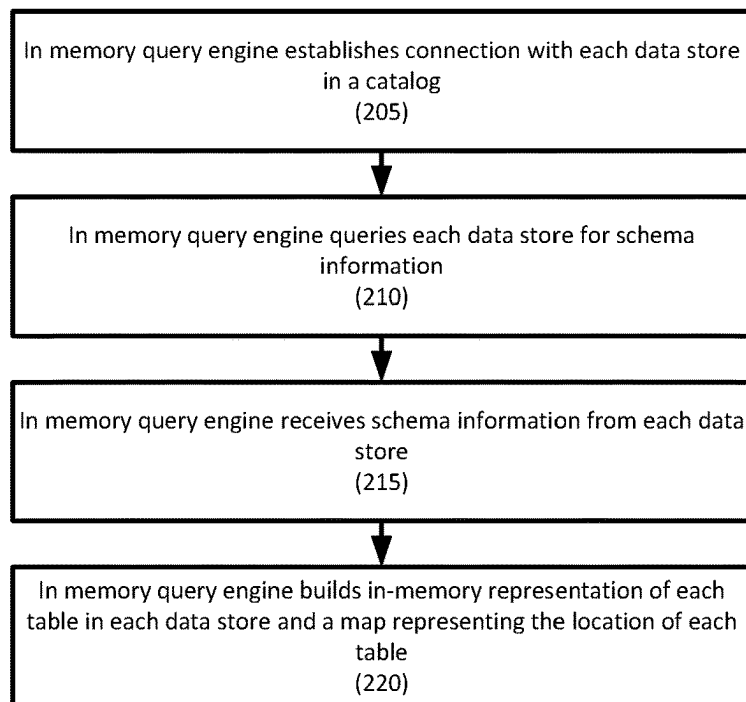 In memory query engine establishes connection with each data store
in a catalog
(205)
In memory query engine queries each data store for schema
information
(210)
In memory query engine receives schema information from each data
store
(215)
In memory query engine builds in-memory representation of each
table in each data store and a map representing the location of each
table
(220)